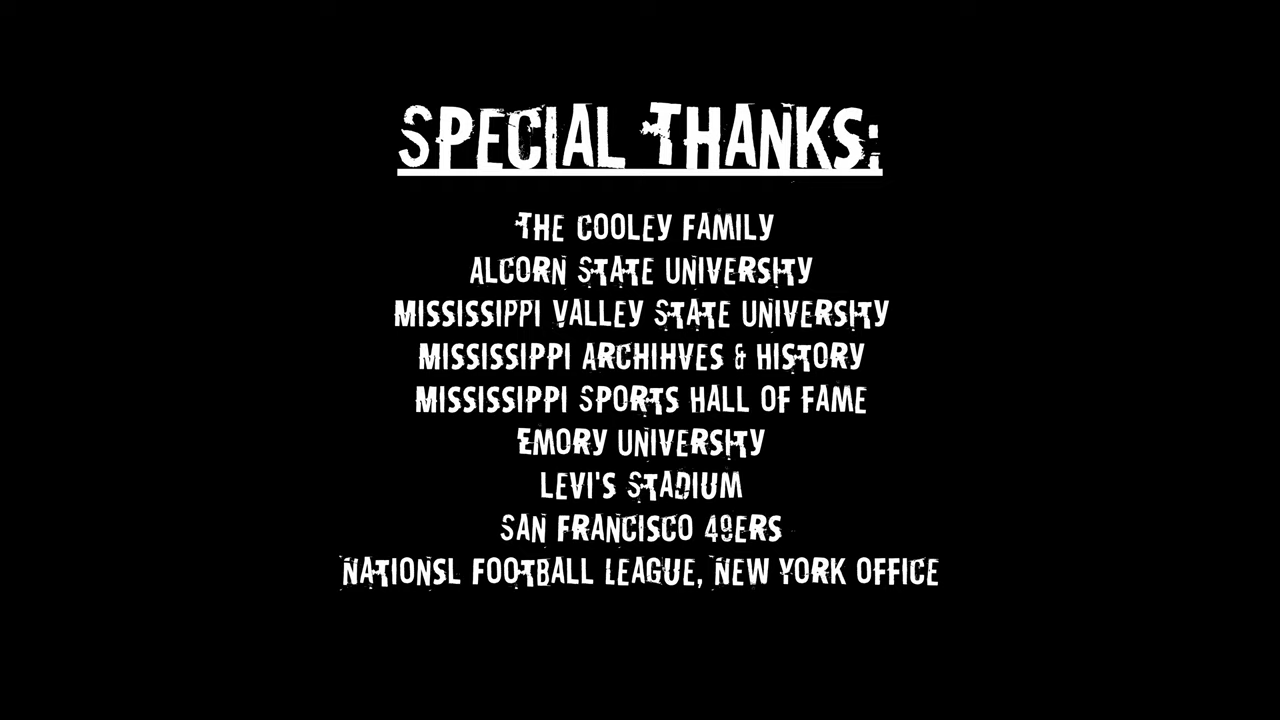 SPECIAL THANKS:
THE COOLEY FAMILY
ALCORN STATE UNIVERSITY
MISSISSIPPI VALLEY STATE UNIVERSITY
MISSISSIPPI ARCHIHVES & HISTORY
MISSISSIPPI SPORTS HALL OF FAME
EMORY UNIVERSITY
LEVI'S STADIUM
SAN FRANCISCO 49ERS
NATIONSL FOOTBALL LEAGUE, NEW YORK OFFICE